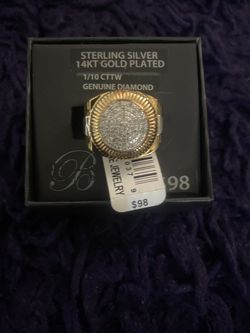 STERLING SILVER
14KT GOLD PLATED
1/10 CTTW
GENUINE DIAMOND
JEWELRY
$98
98